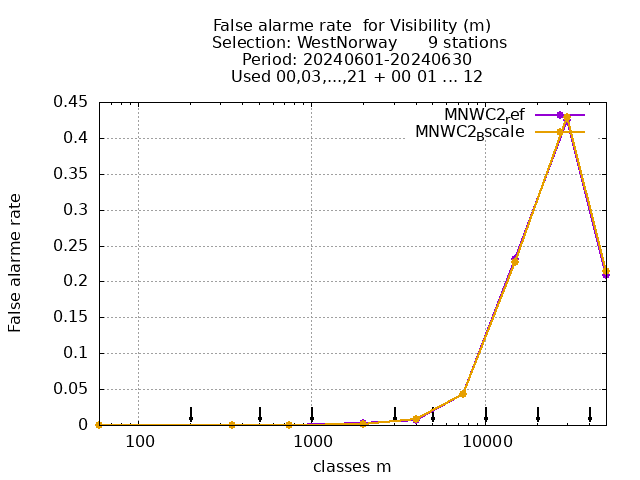 False alarme rate  for Visibility (m)
Selection: WestNorway      9 stations
Period: 20240601-20240630
Used 00,03,...,21 + 00 01 ... 12
0.45
0.4
0.35
0.3
0.25
0.2
0.15
0.1
0.05
0
False alarme rate
MNWC2ref
MNWC2Bscale
100
1000
10000
classes m